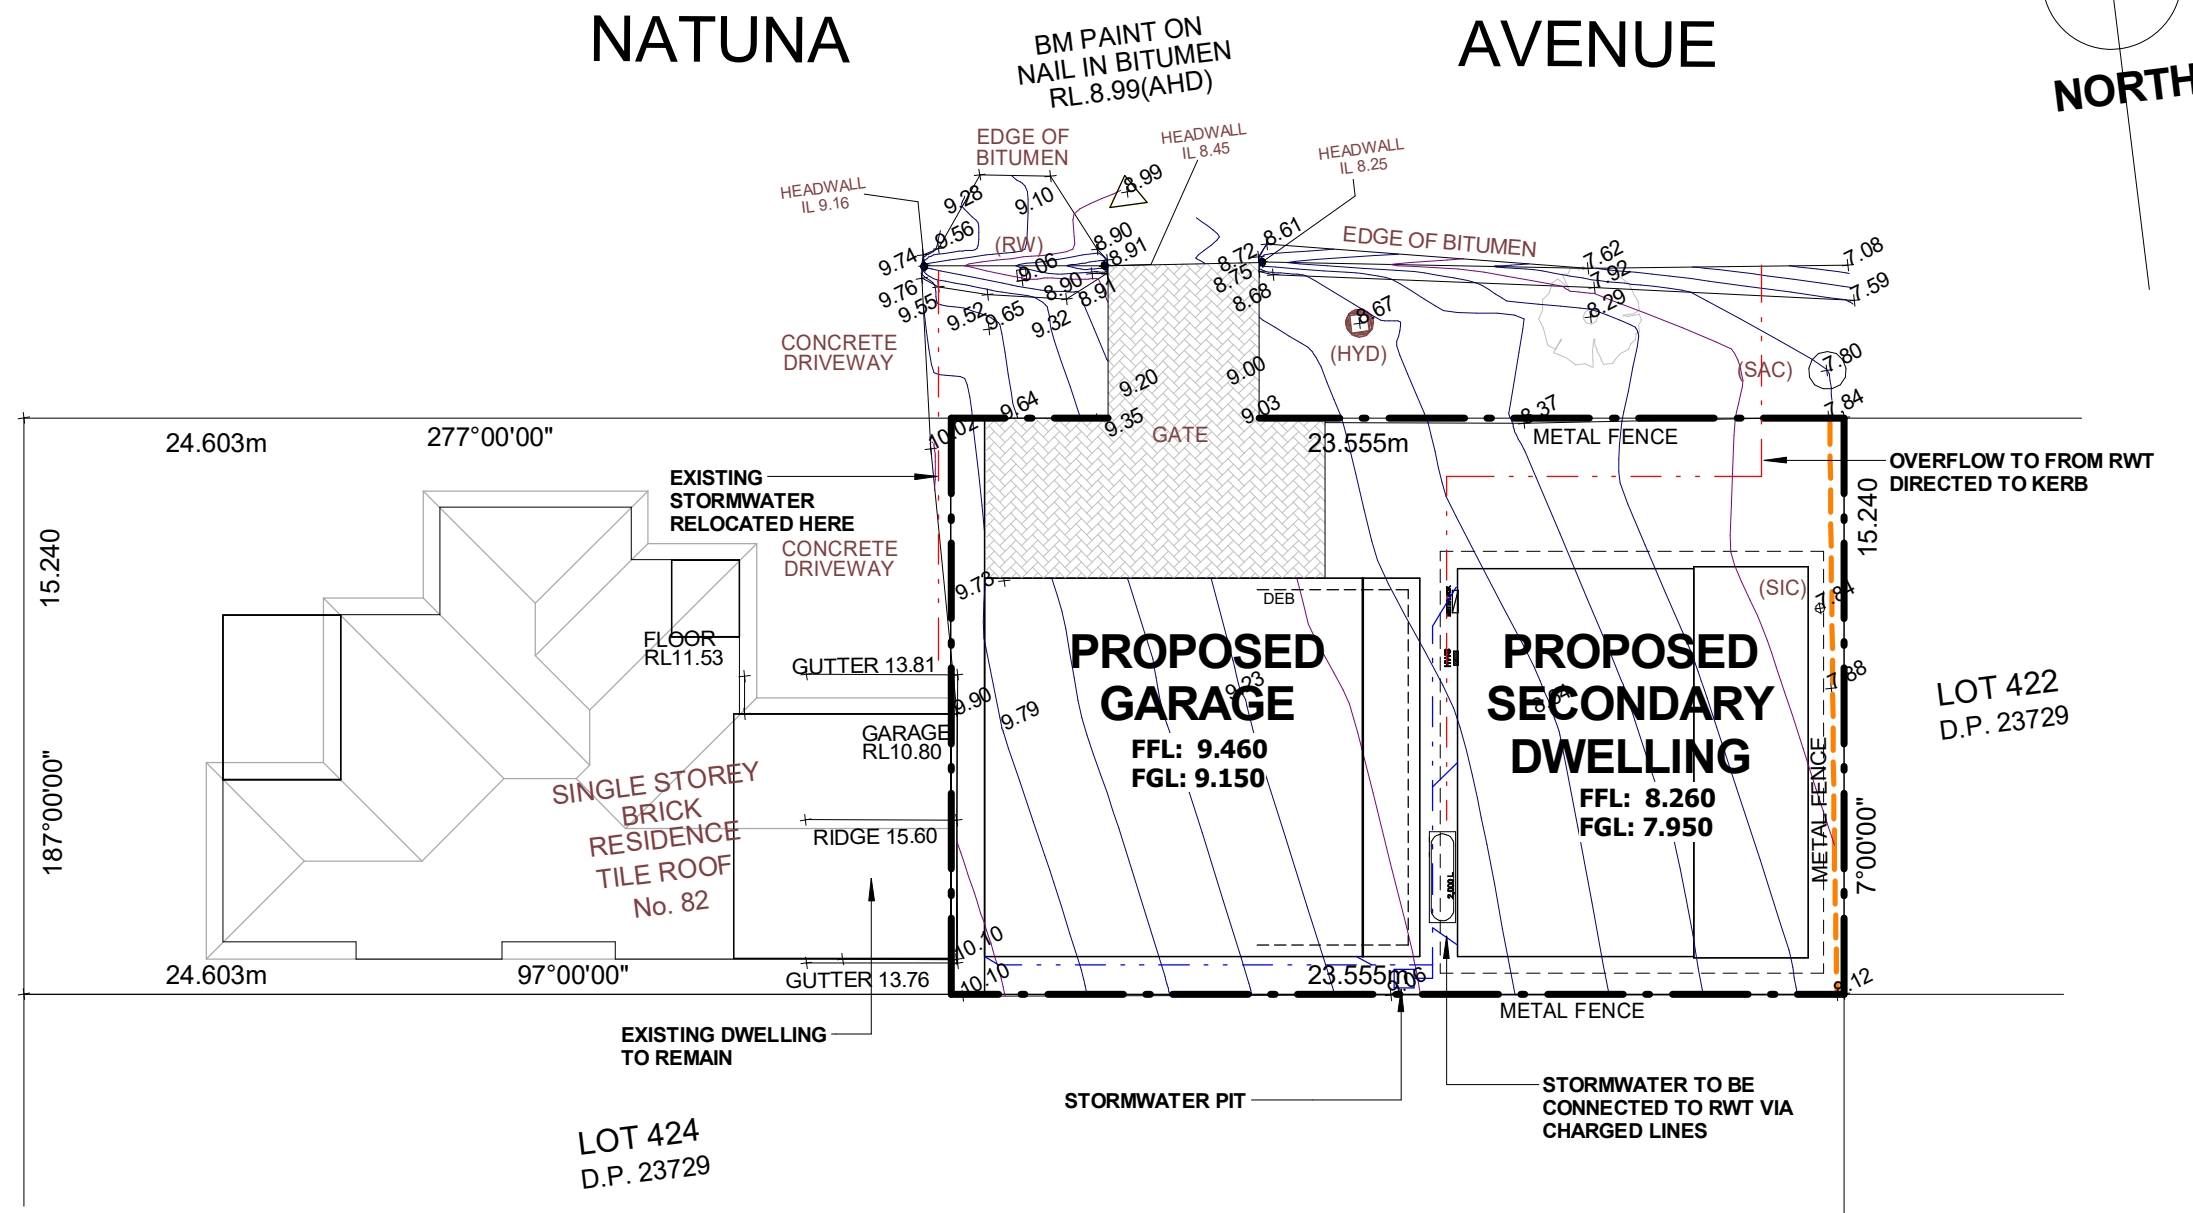 NATUNA
AVENUE
BM PAINT ON
NAIL IN BITUMEN
RL.8.99(AHD)
NORTH
EDGE OF
BITUMEN
HEADWALL
IL 8.45
HEADWALL
IL 8.25
HEADWALL
IL 9.16
8.99
9.28
9.10
9.56
(RW)
8.90
8.91
8.72
8.61
EDGE OF BITUMEN
7.62
7.08
9.74
9.06
8.75
7.92
9.76
8.90
8.91
8.68
7.59
9.55
9.52
9.65
9.32
8.67
8.29
CONCRETE
DRIVEWAY
(HYD)
(SAC)
7.80
9.20
9.00
9.64
9.35
9.03
8.37
7.84
10.02
GATE
24.603m
277°00'00"
23.555m
METAL FENCE
EXISTING
STORMWATER
RELOCATED HERE
OVERFLOW TO FROM RWT
DIRECTED TO KERB
15.240
15.240
CONCRETE
DRIVEWAY
9.73
DEB
(SIC)
7.84
FLOOR
RL11.53
GUTTER 13.81
PROPOSED
GARAGE
FFL: 9.460
FGL: 9.150
9.23
PROPOSED
SECONDARY
DWELLING
FFL: 8.260
FGL: 7.950
7.88
LOT 422
D.P. 23729
9.90
9.79
GARAGE
RL10.80
METAL FENCE
187°00'00"
7°00'00"
SINGLE STOREY
BRICK
RESIDENCE
TILE ROOF
No. 82
RIDGE 15.60
2,000 L
10.10
10.10
24.603m
97°00'00"
GUTTER 13.76
23.555m
8.12
METAL FENCE
EXISTING DWELLING
TO REMAIN
STORMWATER PIT
STORMWATER TO BE
CONNECTED TO RWT VIA
CHARGED LINES
LOT 424
D.P. 23729